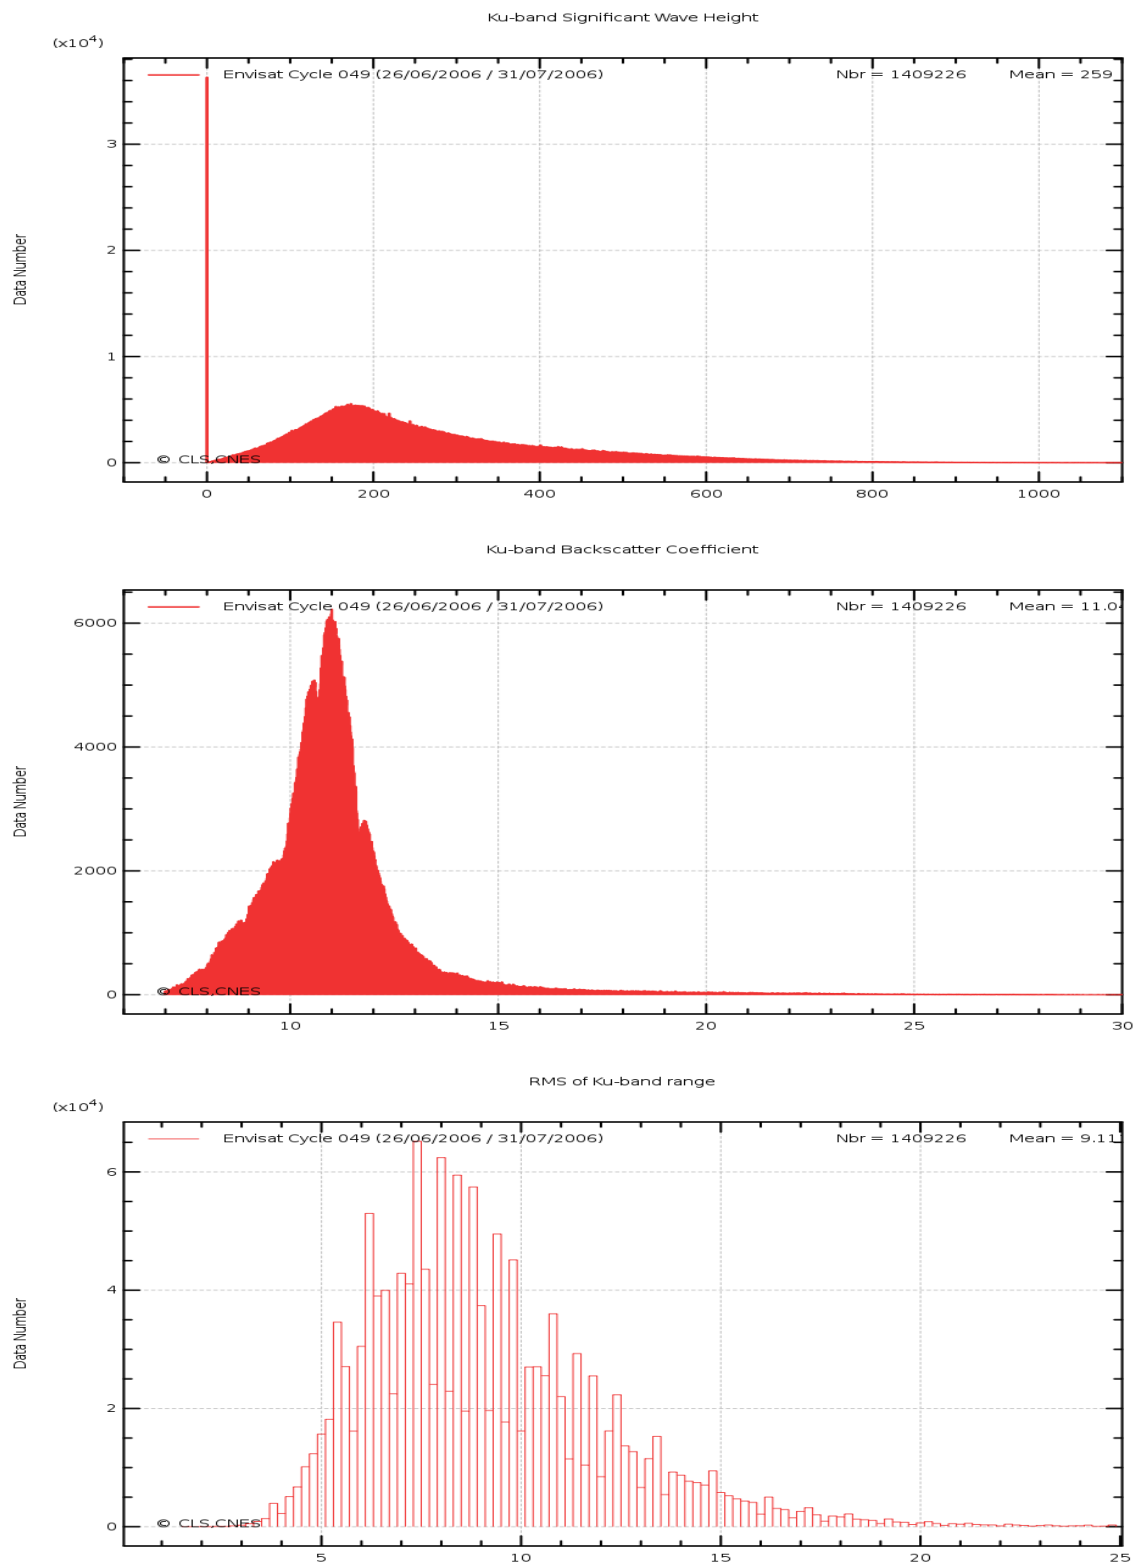 Ku-band Significant Wave Height
(x10⁴)
Envisat Cycle 049 (26/06/2006 / 31/07/2006) Nbr = 1409226 Mean = 259
3
2
1
0
Data Number
© CLS,CNES
0 200 400 600 800 1000
Ku-band Backscatter Coefficient
Envisat Cycle 049 (26/06/2006 / 31/07/2006) Nbr = 1409226 Mean = 11.04
6000
4000
2000
0
Data Number
© CLS,CNES
10 15 20 25 30
RMS of Ku-band range
(x10⁴)
Envisat Cycle 049 (26/06/2006 / 31/07/2006) Nbr = 1409226 Mean = 9.11
6
4
2
0
Data Number
© CLS,CNES
5 10 15 20 25